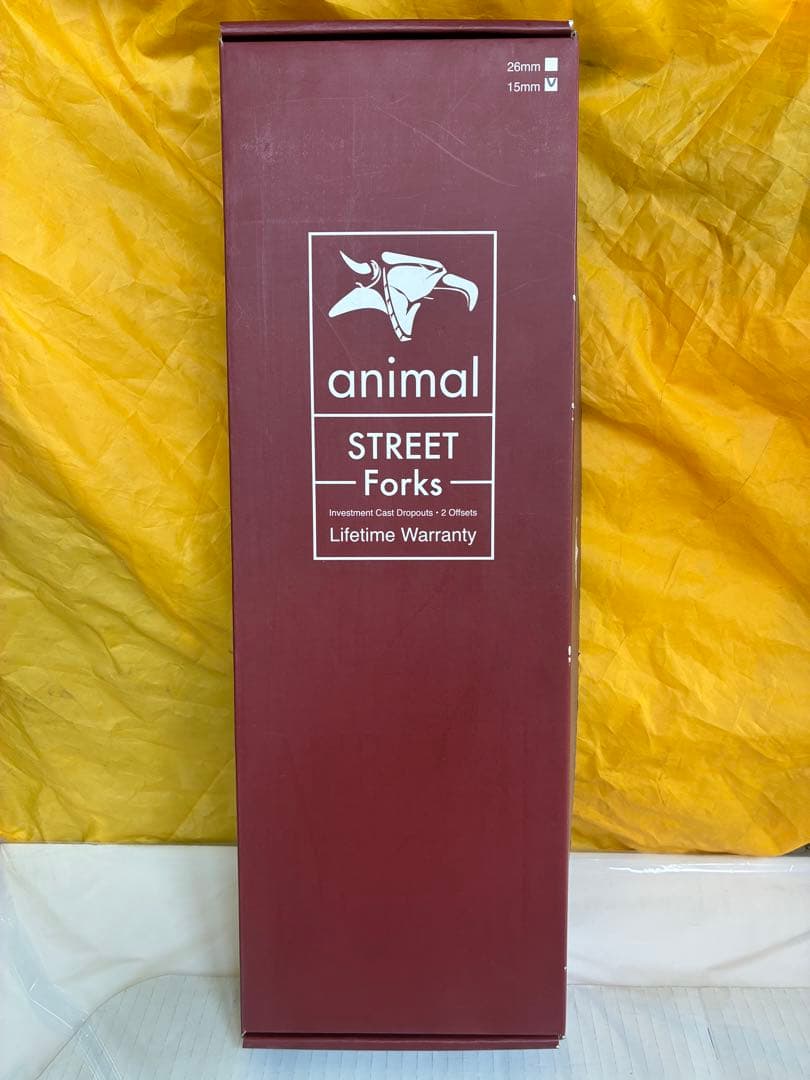 26mm
15mm
animal
STREET
Forks
Investment Cast Dropouts • 2 Offsets
Lifetime Warranty